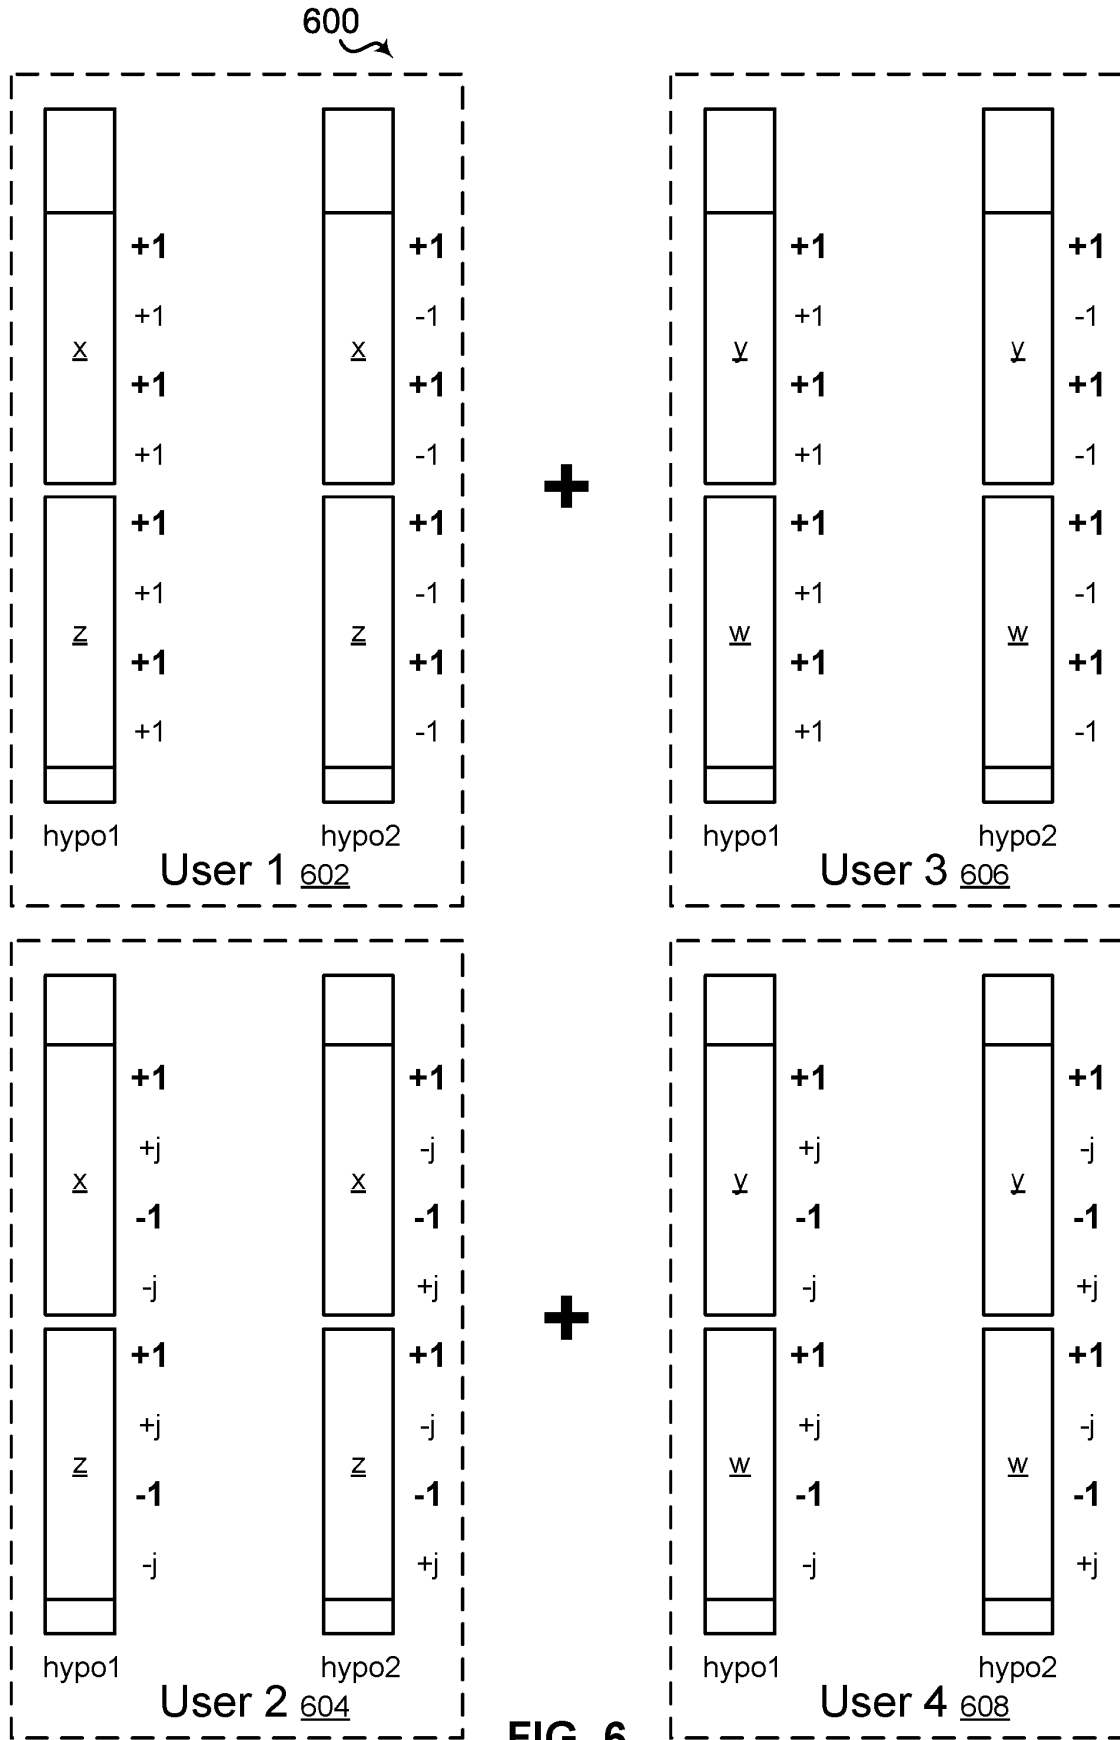 600
+1 +1 +1 +1
+1 -1 +1 -1
x x y y
+1 +1 +1 +1
+1 -1 +1 -1
+ 
+1 +1 +1 +1
+1 -1 +1 -1
z z w w
+1 +1 +1 +1
+1 -1 +1 -1
hypo1 hypo2 hypo1 hypo2
User 1 602 User 3 606
+1 +1 +1 +1
+j -j +j -j
x x y y
-1 -1 -1 -1
-j +j -j +j
+
+1 +1 +1 +1
+j -j +j -j
z z w w
-1 -1 -1 -1
-j +j -j +j
hypo1 hypo2 hypo1 hypo2
User 2 604 User 4 608
FIG. 6